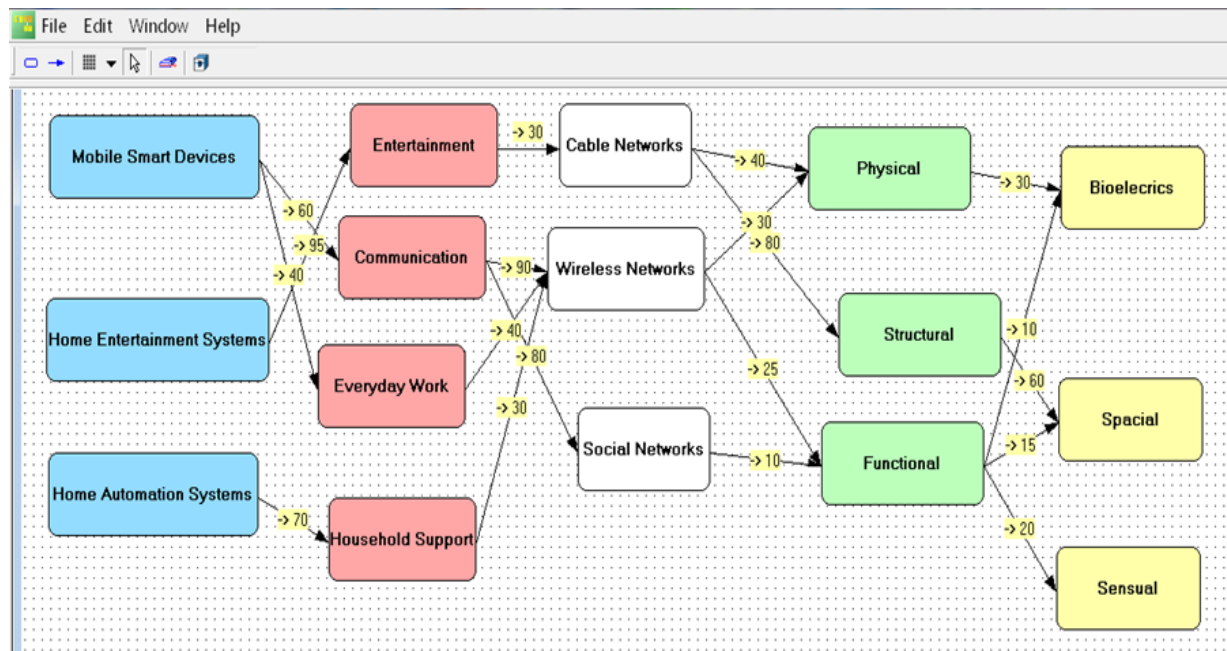 File Edit Window Help
Mobile Smart Devices
Home Entertainment Systems
Home Automation Systems
-> 60
-> 95
-> 40
-> 70
Entertainment
Communication
Everyday Work
Household Support
-> 30
-> 90
-> 40
-> 80
-> 30
Cable Networks
Wireless Networks
Social Networks
-> 40
-> 30
-> 80
-> 25
-> 10
Physical
Structural
Functional
-> 30
-> 10
-> 60
-> 15
-> 20
Bioelecrics
Spacial
Sensual